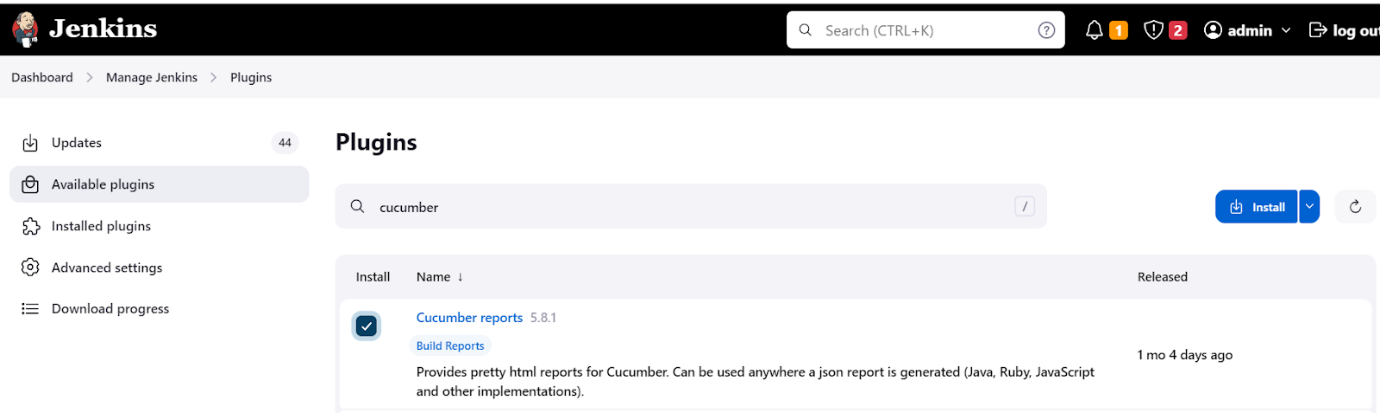 Jenkins
Search (CTRL+K)
1
2
admin
log out
Dashboard > Manage Jenkins > Plugins
Updates 44
Available plugins
Installed plugins
Advanced settings
Download progress
Plugins
cucumber /
Install
Install Name ↓ Released
Cucumber reports 5.8.1
Build Reports
Provides pretty html reports for Cucumber. Can be used anywhere a json report is generated (Java, Ruby, JavaScript
and other implementations).
1 mo 4 days ago